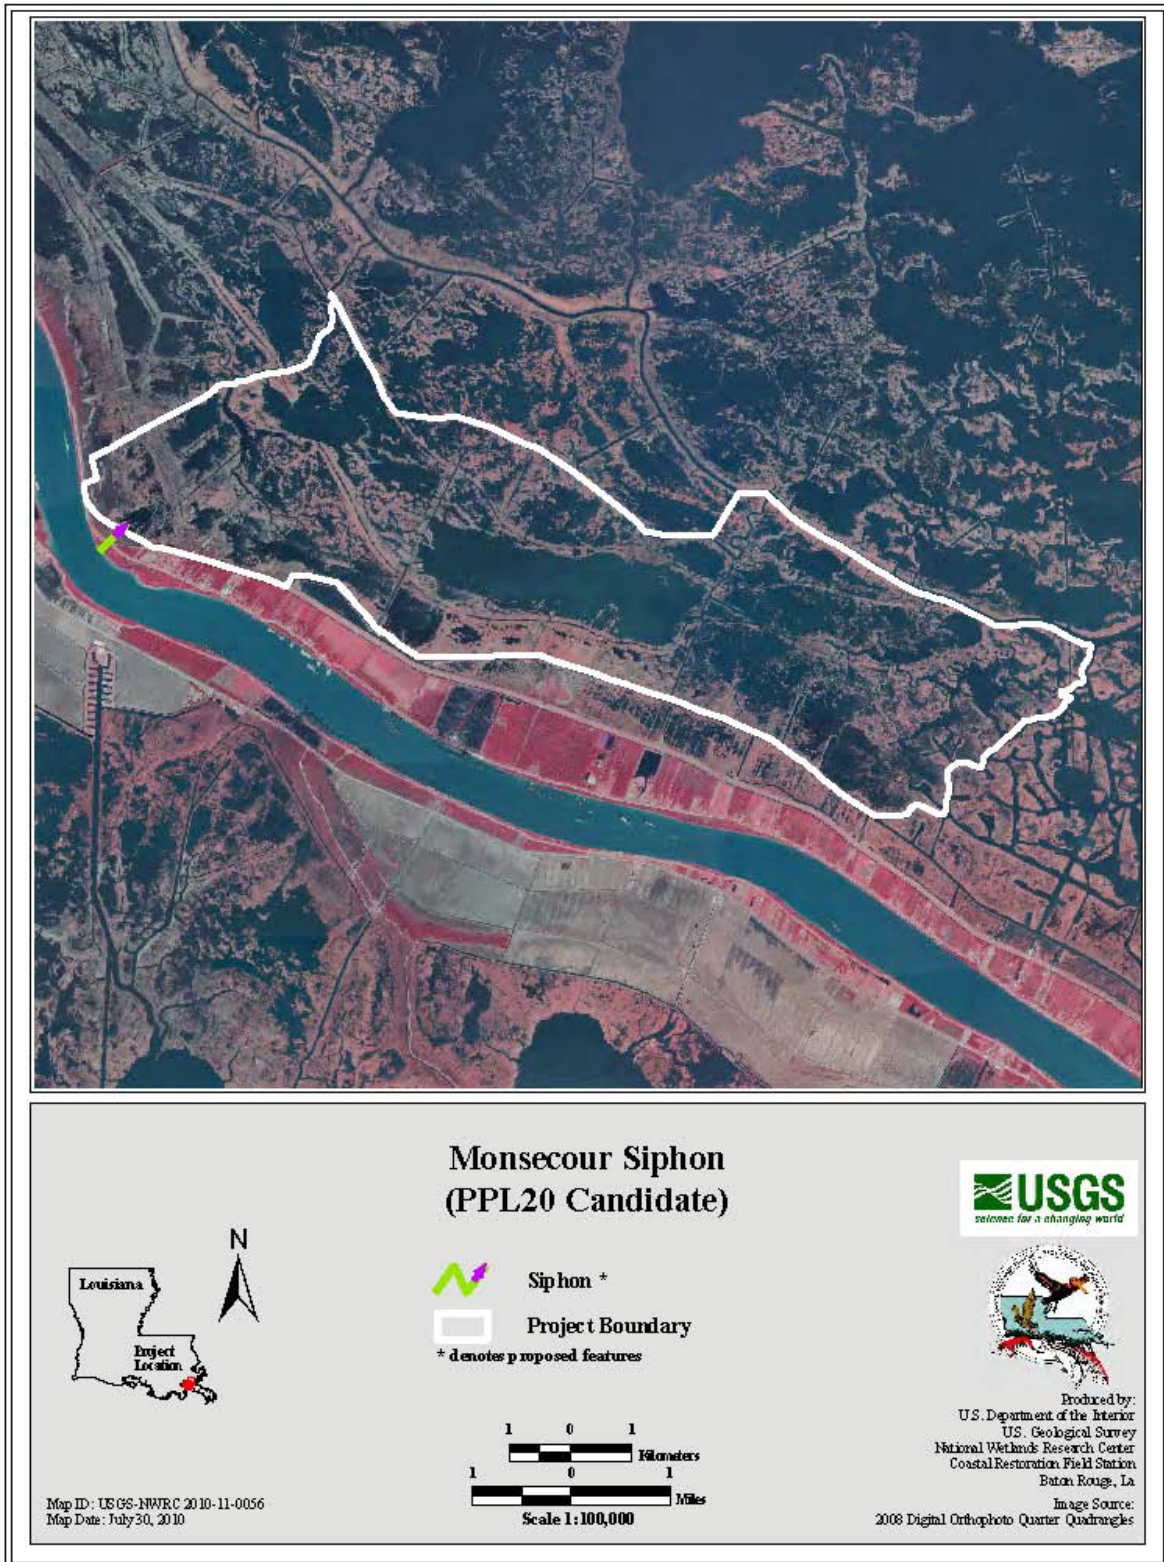 Monsecour Siphon
(PPL20 Candidate)
USGS
science for a changing world
N
Louisiana
Project
Location
Siphon *
Project Boundary
* denotes proposed features
1 0 1
Kilometers
1 0 1
Miles
Scale 1:100,000
Produced by:
U.S. Department of the Interior
U.S. Geological Survey
National Wetlands Research Center
Coastal Restoration Field Station
Baton Rouge, La
Image Source:
2008 Digital Orthophoto Quarter Quadrangles
Map ID: USGS-NWRC 2010-11-0056
Map Date: July 30, 2010